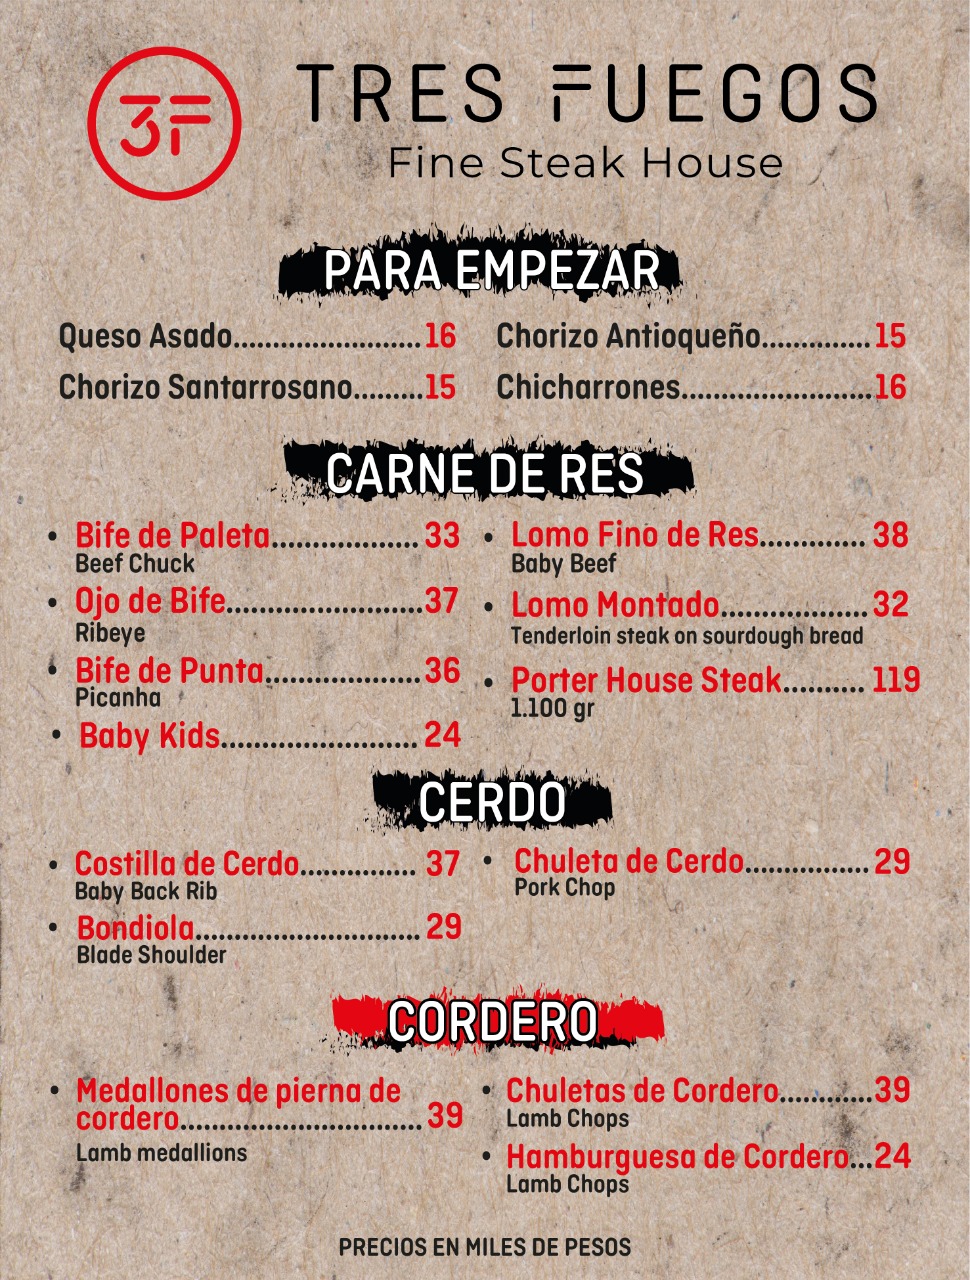 3F
TRES FUEGOS
Fine Steak House
PARA EMPEZAR
Queso Asado........................16
Chorizo Santarrosano.........15
Chorizo Antioqueño..............15
Chicharrones.........................16
CARNE DE RES
• Bife de Paleta................... 33
Beef Chuck
• Ojo de Bife.........................37
Ribeye
• Bife de Punta.................... 36
Picanha
• Baby Kids......................... 24
• Lomo Fino de Res.............. 38
Baby Beef
• Lomo Montado................... 32
Tenderloin steak on sourdough bread
• Porter House Steak.......... 119
1.100 gr
CERDO
• Costilla de Cerdo............... 37
Baby Back Rib
• Bondiola............................. 29
Blade Shoulder
• Chuleta de Cerdo................ 29
Pork Chop
CORDERO
• Medallones de pierna de
cordero............................... 39
Lamb medallions
• Chuletas de Cordero............39
Lamb Chops
• Hamburguesa de Cordero...24
Lamb Chops
PRECIOS EN MILES DE PESOS